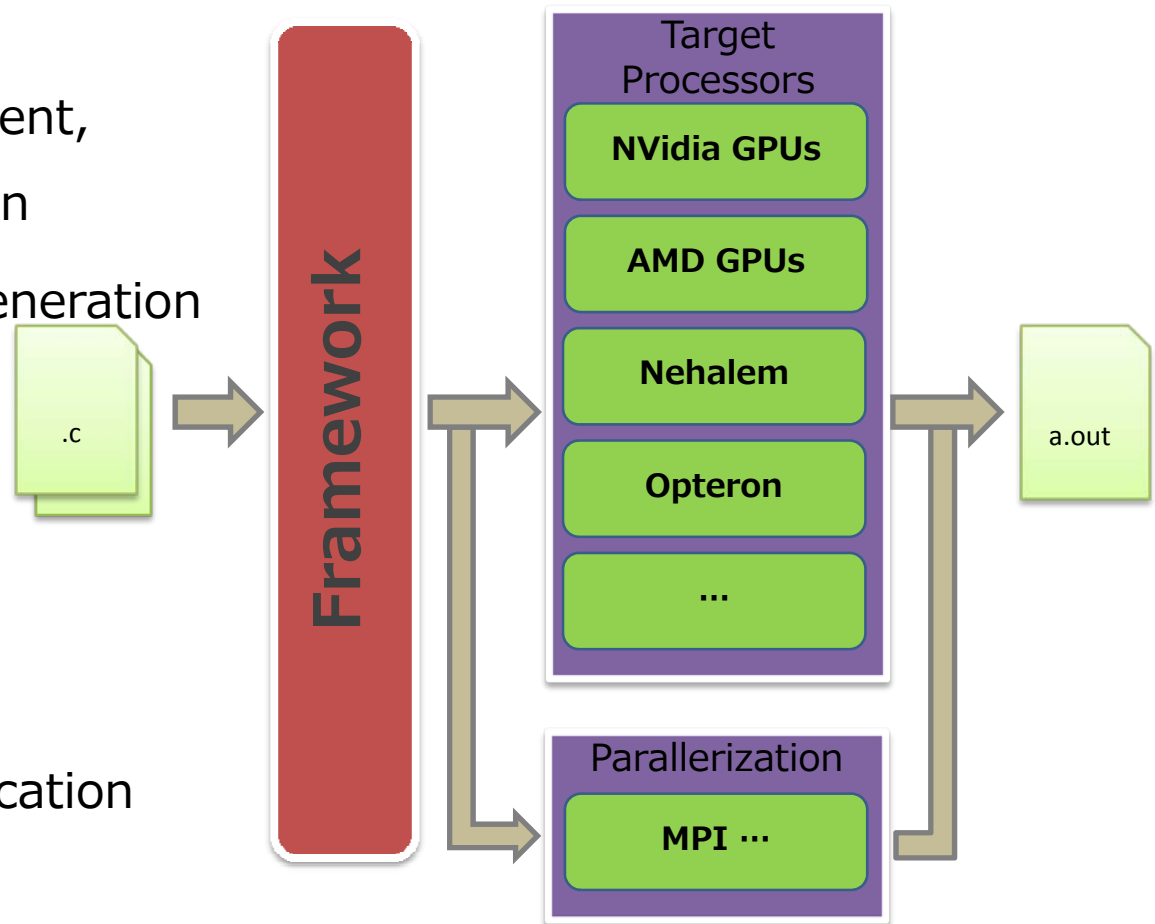 ent,
n
eneration
.c
Framework
Target
Processors
NVidia GPUs
AMD GPUs
Nehalem
Opteron
…
a.out
cation
Parallerization
MPI …